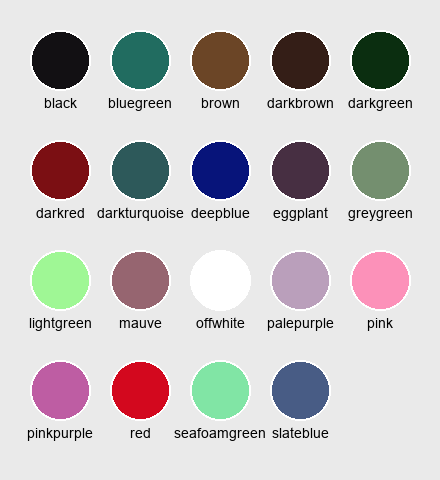 black bluegreen brown darkbrown darkgreen
darkred darkturquoise deepblue eggplant greygreen
lightgreen mauve offwhite palepurple pink
pinkpurple red seafoamgreen slateblue